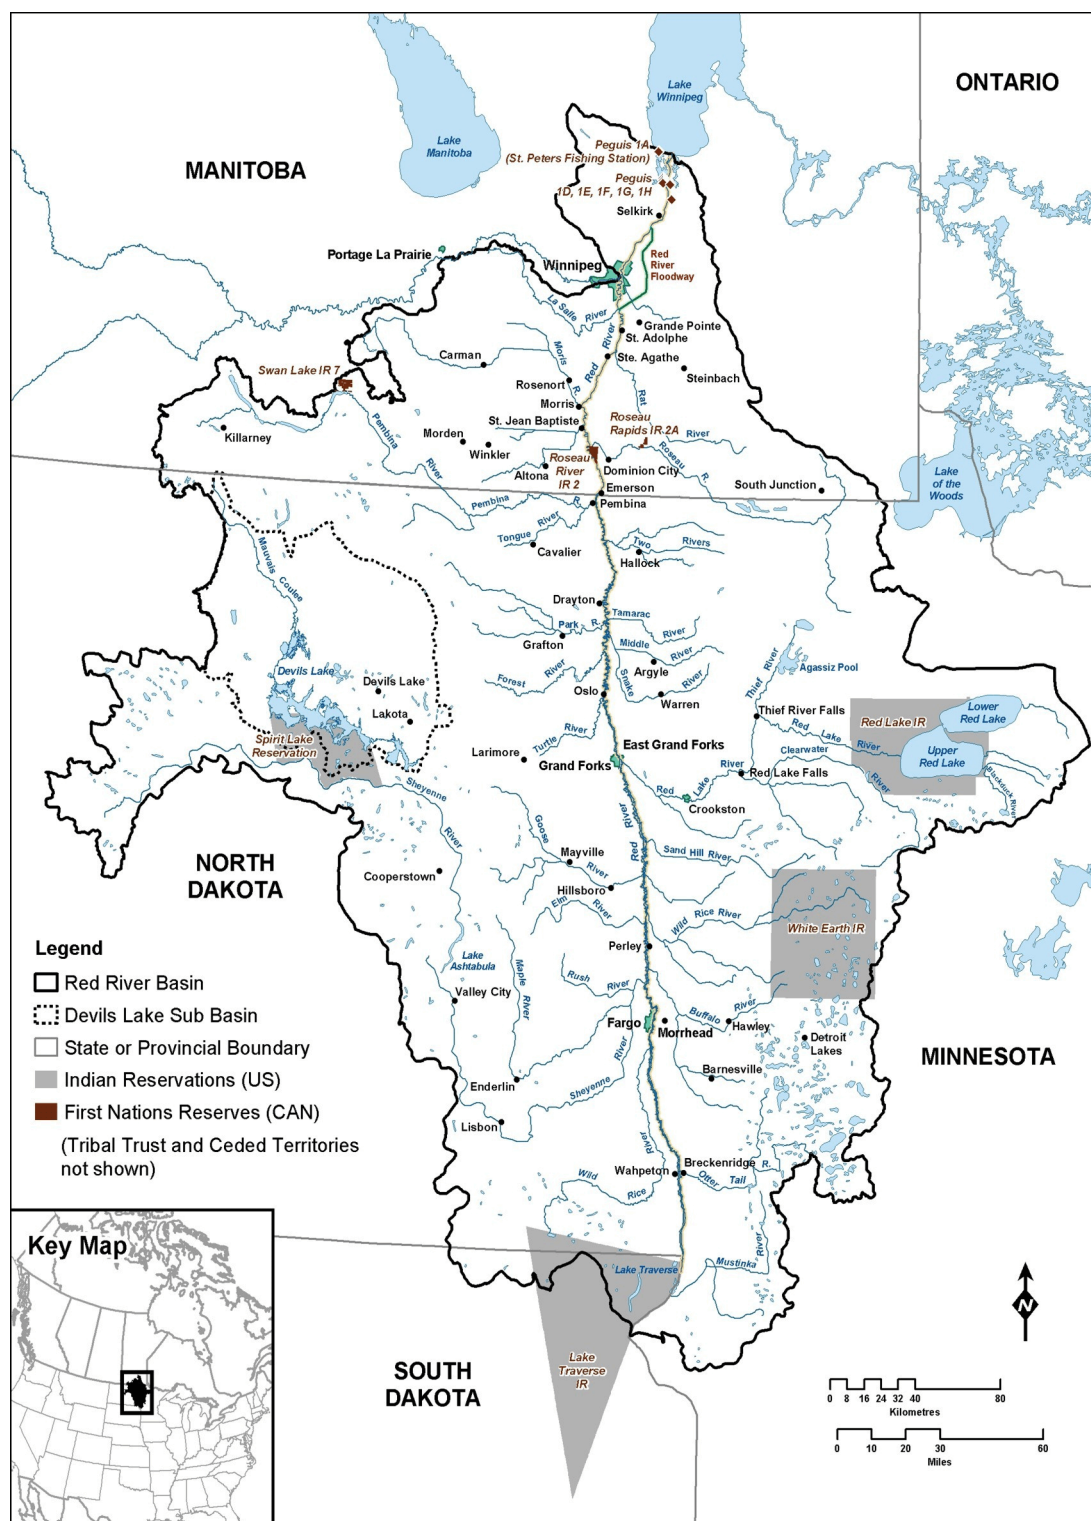 ONTARIO
MANITOBA
Lake
Winnipeg
Lake
Manitoba
Peguis 1A
(St. Peters Fishing Station)
Peguis
1D, 1E, 1F, 1G, 1H
Selkirk
Portage La Prairie
Winnipeg
Red
River
Floodway
La Salle
River
Grande Pointe
St. Adolphe
Moris
R.
Red
River
Ste. Agathe
Carman
Steinbach
Swan Lake IR 7
Rosenort
Rat
Morris
Killarney
Pembina
River
St. Jean Baptiste
Roseau
Rapids IR 2A
River
Morden
Winkler
Roseau
River
IR 2
Dominion City
Roseau
R.
Altona
South Junction
Lake
of the
Woods
Emerson
Pembina
R.
Pembina
Tongue
River
Cavalier
Two
Rivers
Hallock
Mauvais
Coulee
Drayton
Tamarac
River
Park
R.
Grafton
Middle
River
Argyle
Thief River
Agassiz Pool
Forest
River
Snake
River
Devils Lake
Devils Lake
Oslo
Warren
Lakota
Thief River Falls
Red Lake IR
Lower
Red Lake
Spirit Lake
Reservation
Turtle
River
East Grand Forks
Red
Lake
River
Upper
Red Lake
Larimore
Grand Forks
Clearwater
River
Blackduck River
River
Red Lake Falls
Sheyenne
River
Red
Lake
Crookston
Red
River
Goose
River
Sand Hill River
NORTH
DAKOTA
Mayville
Cooperstown
Hillsboro
Elm
River
Wild
Rice River
White Earth IR
Perley
Legend
Red River Basin
Devils Lake Sub Basin
State or Provincial Boundary
Indian Reservations (US)
First Nations Reserves (CAN)
(Tribal Trust and Ceded Territories
not shown)
Lake
Ashtabula
Maple
River
Rush
River
Valley City
Buffalo
River
Fargo
Morrhead
Hawley
Detroit
Lakes
MINNESOTA
River
Enderlin
Sheyenne
Barnesville
Lisbon
River
Wahpeton
Breckenridge
Wild
Rice
Otter
Tail
R.
Key Map
Lake Traverse
Mustinka
River
N
SOUTH
DAKOTA
Lake
Traverse
IR
0 8 16 24 32 40 80
Kilometres
0 10 20 30 60
Miles